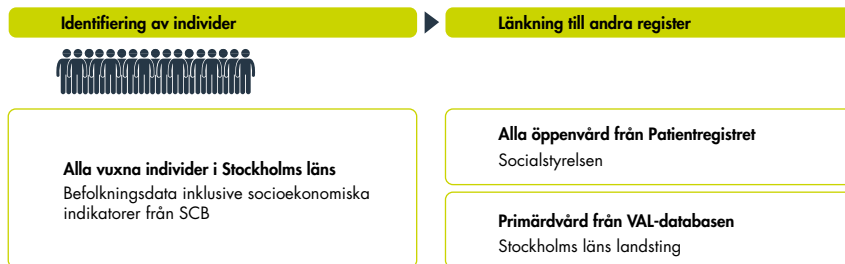 Identifiering av individer
Länkning till andra register
Alla vuxna individer i Stockholms läns
Befolkningsdata inklusive socioekonomiska
indikatorer från SCB
Alla öppenvård från Patientregistret
Socialstyrelsen
Primärdvård från VAL-databasen
Stockholms läns landsting